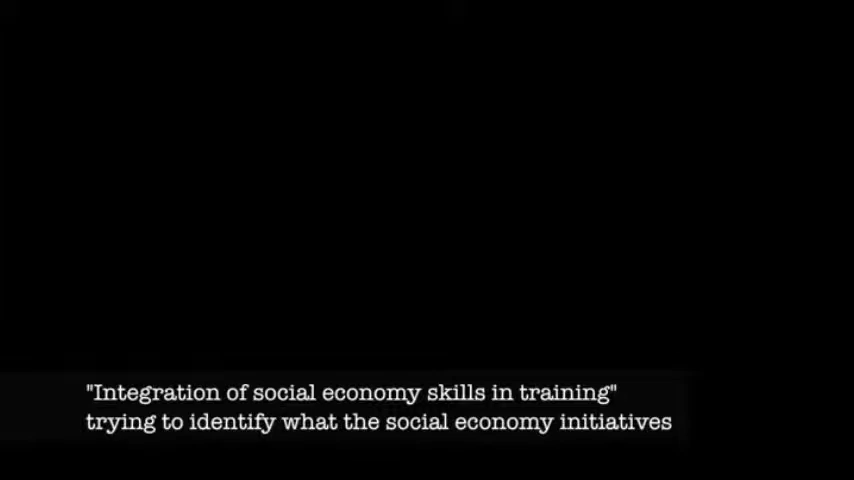 "Integration of social economy skills in training"
trying to identify what the social economy initiatives